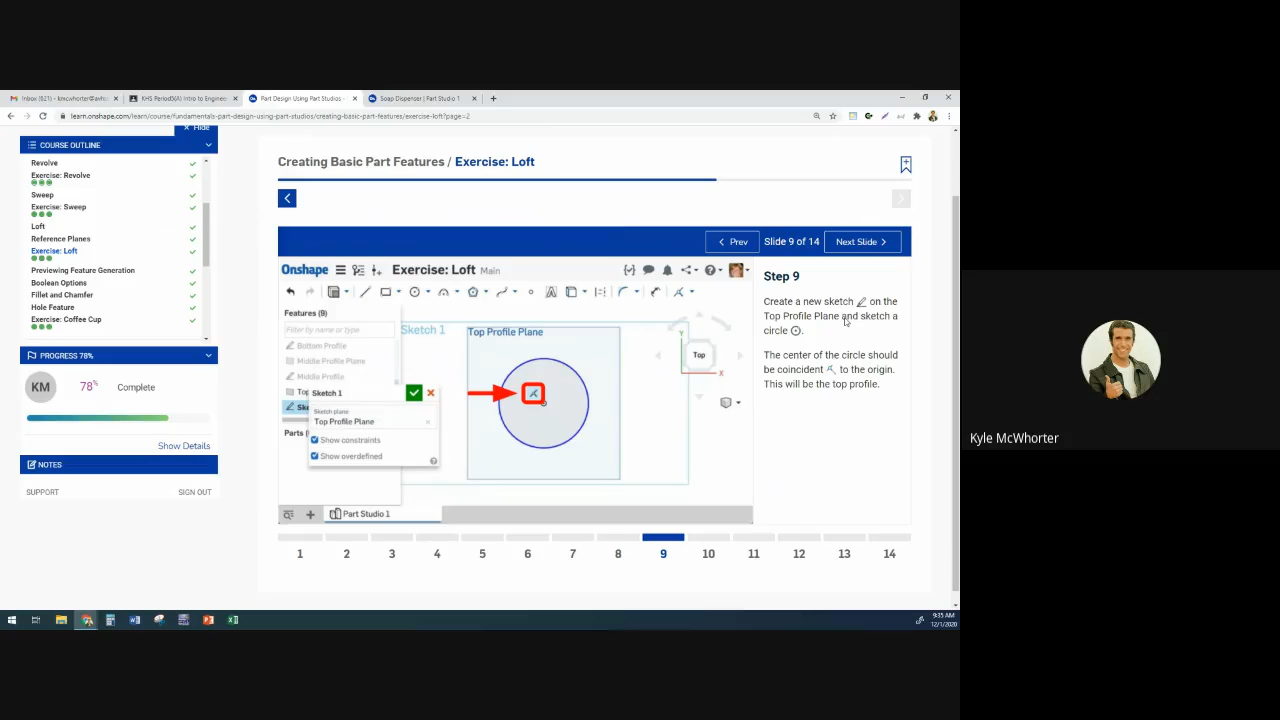 Inbox (621) - kmcwhorter@avhs
KHS Period5(A) Intro to Enginee
Part Design Using Part Studios -
Soap Dispenser | Part Studio 1
learn.onshape.com/learn/course/fundamentals-part-design-using-part-studios/creating-basic-part-features/exercise-loft?page=2
Hide
COURSE OUTLINE
Revolve
Exercise: Revolve
Sweep
Exercise: Sweep
Loft
Reference Planes
Exercise: Loft
Previewing Feature Generation
Boolean Options
Fillet and Chamfer
Hole Feature
Exercise: Coffee Cup
PROGRESS 78%
KM
78%
Complete
Show Details
NOTES
SUPPORT
SIGN OUT
Creating Basic Part Features / Exercise: Loft
Prev
Slide 9 of 14
Next Slide
Onshape
Exercise: Loft Main
Features (9)
Filter by name or type
Bottom Profile
Middle Profile Plane
Middle Profile
Top
Ske
Parts (
Sketch 1
Sketch plane
Top Profile Plane
Show constraints
Show overdefined
Sketch 1
Top Profile Plane
Top
Y
X
Part Studio 1
Step 9
Create a new sketch on the
Top Profile Plane and sketch a
circle .
The center of the circle should
be coincident to the origin.
This will be the top profile.
1 2 3 4 5 6 7 8 9 10 11 12 13 14
9:35 AM
12/1/2020
Kyle McWhorter